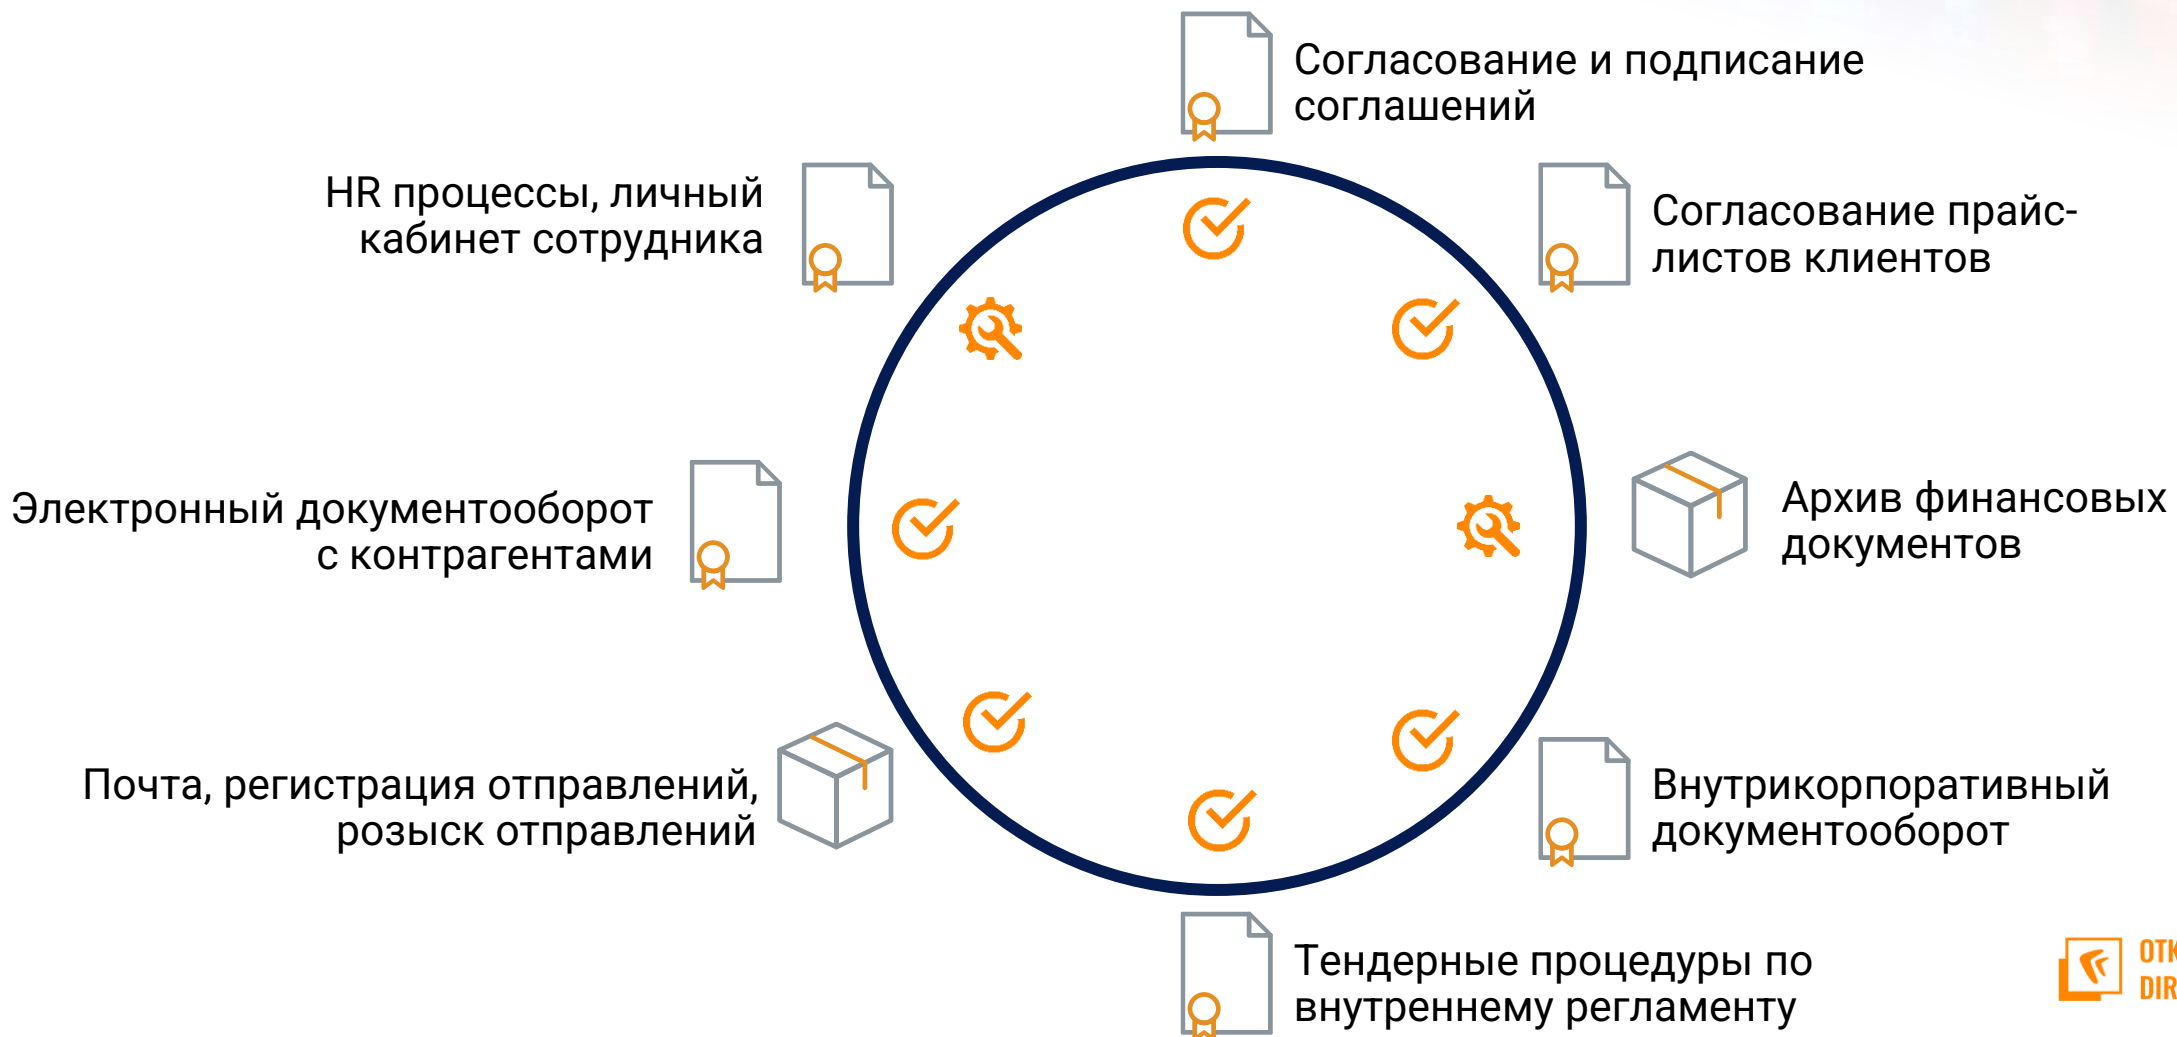 Согласование и подписание
соглашений
HR процессы, личный
кабинет сотрудника
Согласование прайс-
листов клиентов
Электронный документооборот
с контрагентами
Архив финансовых
документов
Почта, регистрация отправлений,
розыск отправлений
Внутрикорпоративный
документооборот
Тендерные процедуры по
внутреннему регламенту